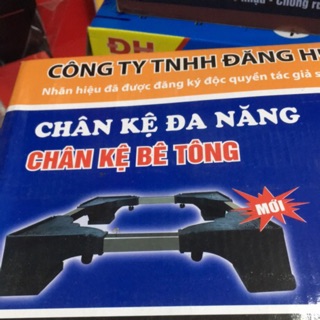 ĐH
CÔNG TY TNHH ĐĂNG H
Nhãn hiệu đã được đăng ký độc quyền tác giả s
CHÂN KỆ ĐA NĂNG
CHÂN KỆ BÊ TÔNG
MỚI